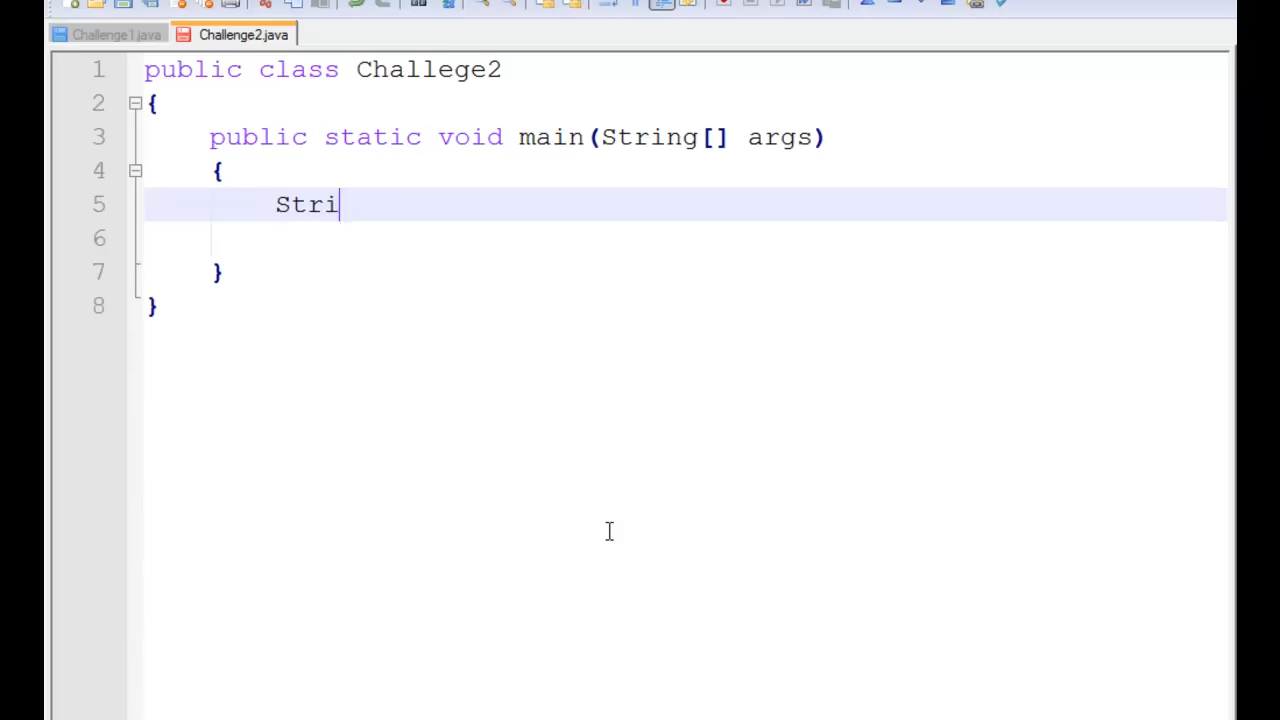 Challenge1.java Challenge2.java
1 public class Challege2
2 {
3 public static void main(String[] args)
4 {
5 Stri
6
7 }
8 }